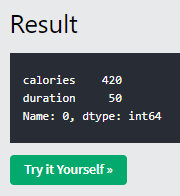 Result
calories    420
duration     50
Name: 0, dtype: int64
Try it Yourself »